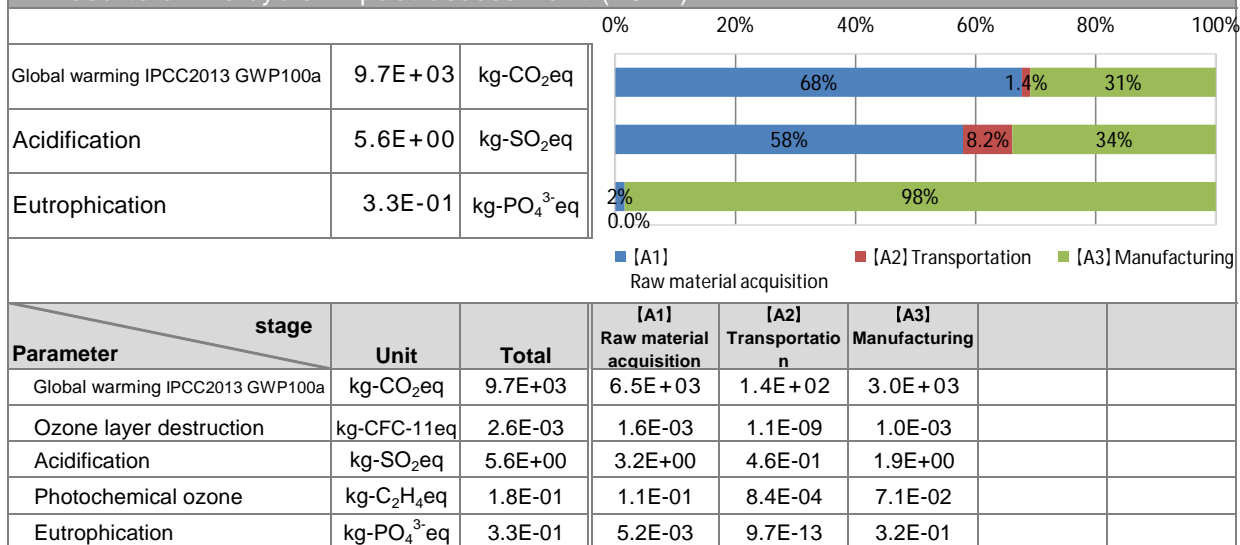 0% 20% 40% 60% 80% 100%
Global warming IPCC2013 GWP100a 9.7E+03 kg-CO₂eq 68% 1.4% 31%
Acidification 5.6E+00 kg-SO₂eq 58% 8.2% 34%
Eutrophication 3.3E-01 kg-PO₄³⁻eq 2% 98%
0.0%
【A1】 【A2】Transportation 【A3】Manufacturing
Raw material acquisition
stage
Parameter Unit Total 【A1】 Raw material acquisition 【A2】 Transportatio n 【A3】 Manufacturing
Global warming IPCC2013 GWP100a kg-CO₂eq 9.7E+03 6.5E+03 1.4E+02 3.0E+03
Ozone layer destruction kg-CFC-11eq 2.6E-03 1.6E-03 1.1E-09 1.0E-03
Acidification kg-SO₂eq 5.6E+00 3.2E+00 4.6E-01 1.9E+00
Photochemical ozone kg-C₂H₄eq 1.8E-01 1.1E-01 8.4E-04 7.1E-02
Eutrophication kg-PO₄³⁻eq 3.3E-01 5.2E-03 9.7E-13 3.2E-01